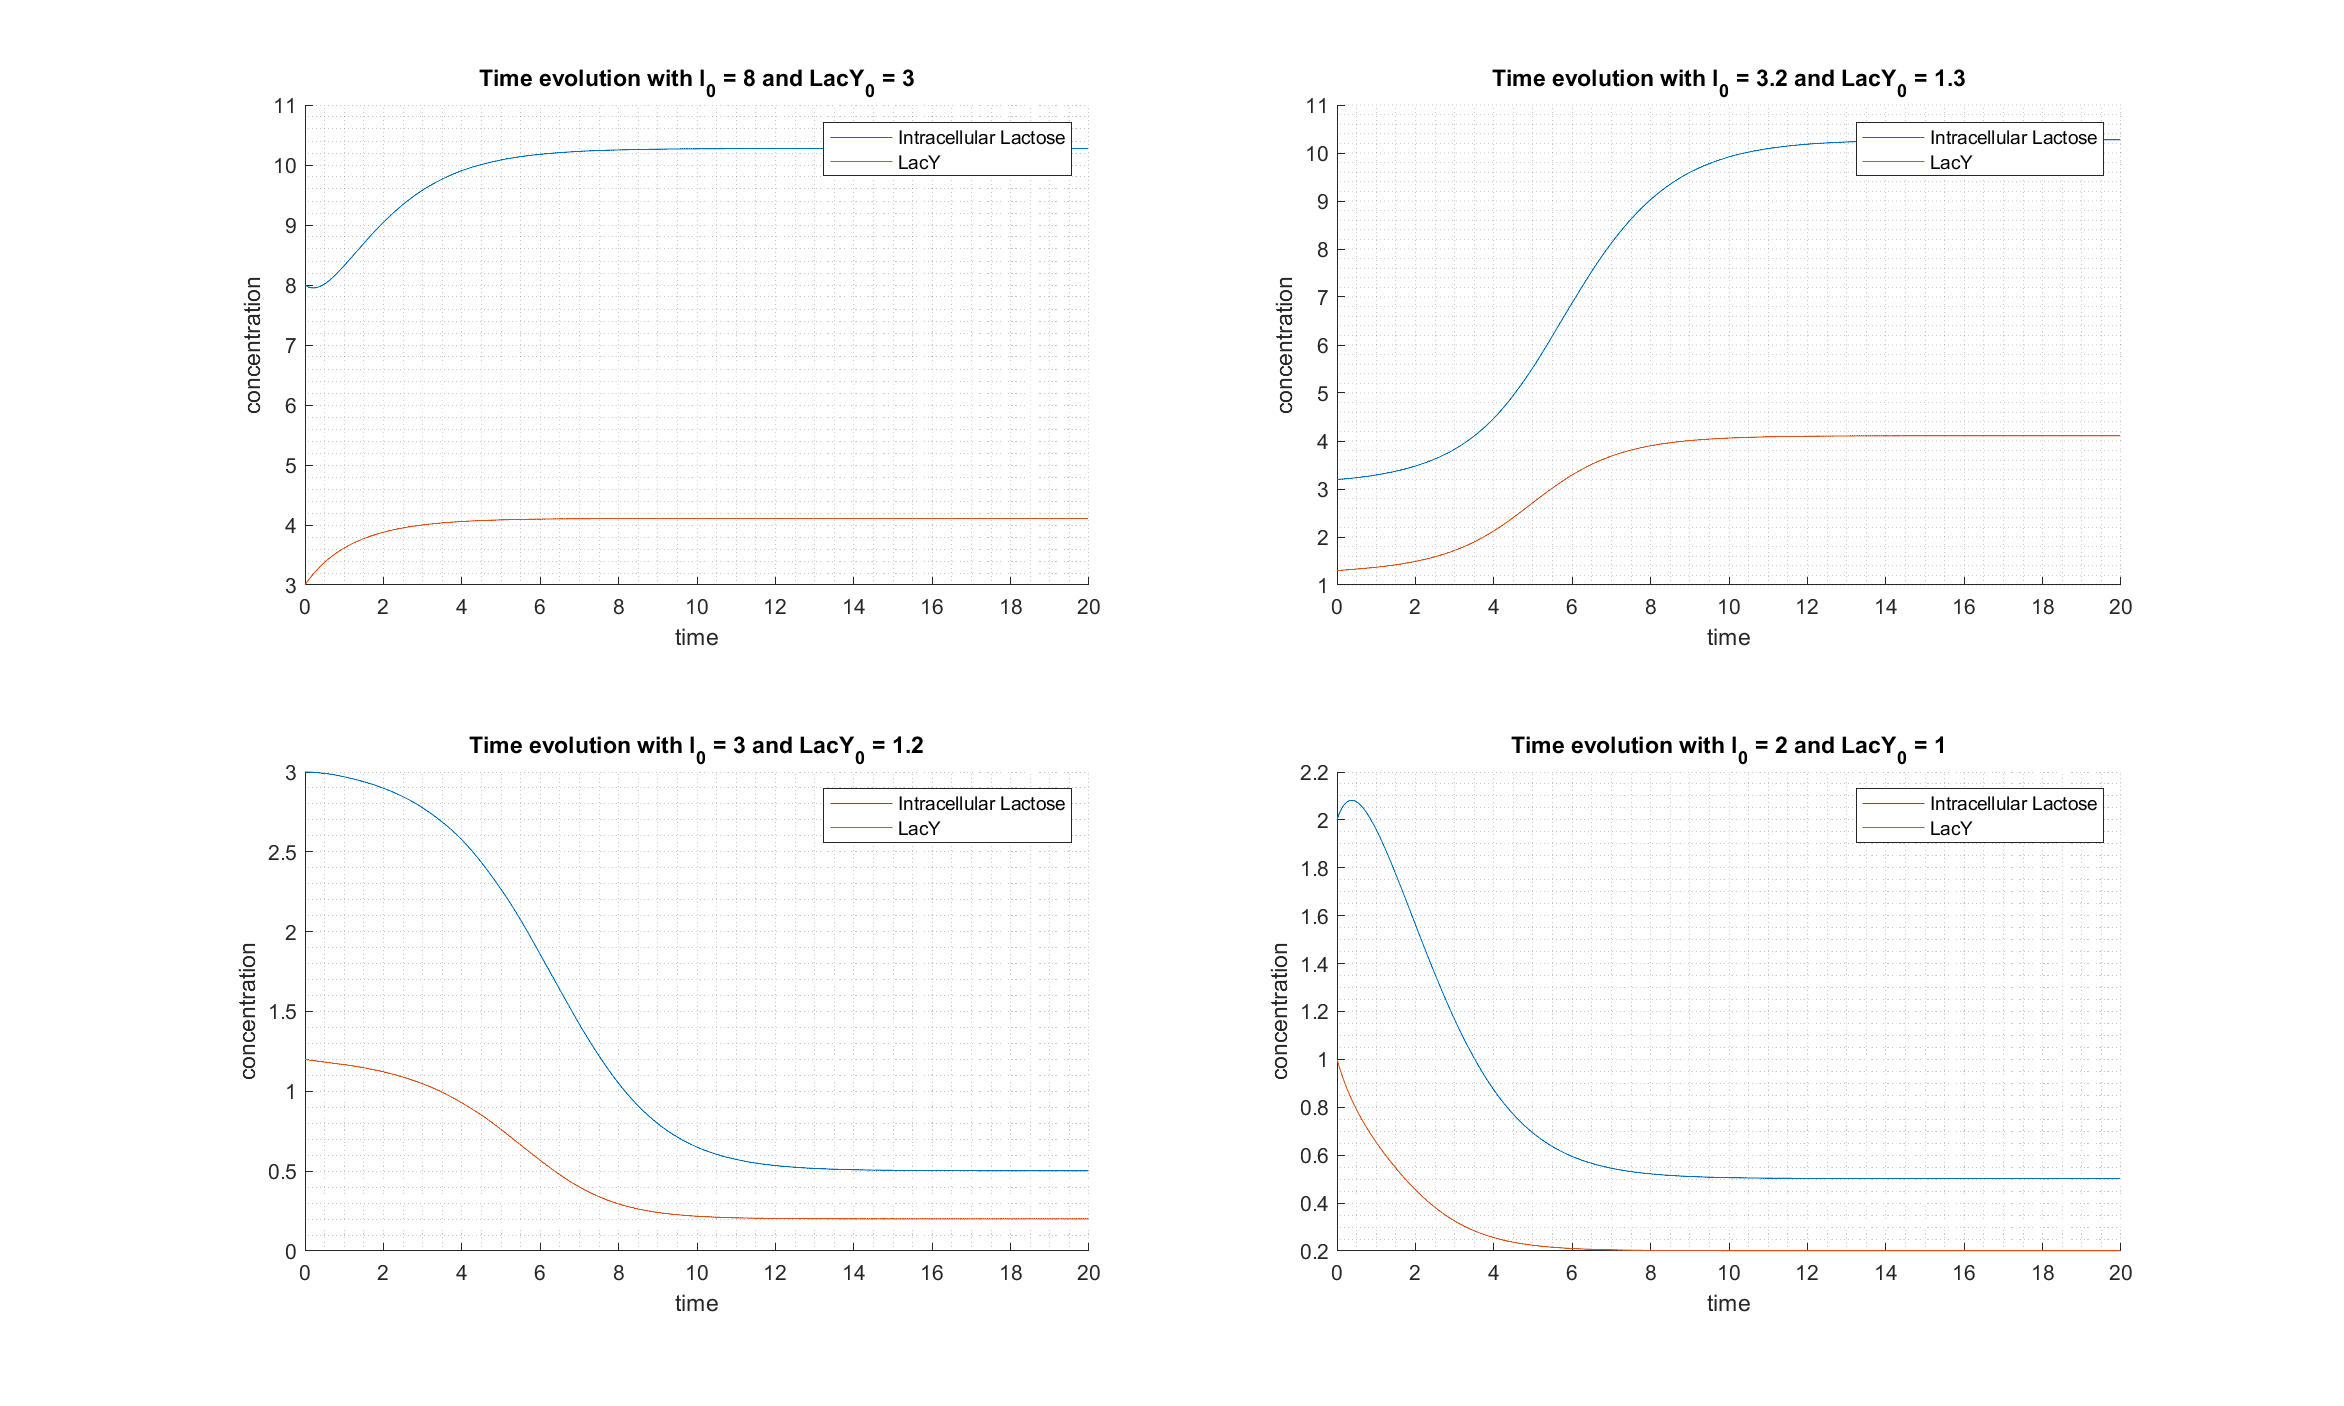 Time evolution with l0 = 8 and LacY0 = 3
11
10
9
8
7
6
5
4
3
concentration
Intracellular Lactose
LacY
0 2 4 6 8 10 12 14 16 18 20
time
Time evolution with l0 = 3.2 and LacY0 = 1.3
11
10
9
8
7
6
5
4
3
2
1
concentration
Intracellular Lactose
LacY
0 2 4 6 8 10 12 14 16 18 20
time
Time evolution with l0 = 3 and LacY0 = 1.2
3
2.5
2
1.5
1
0.5
0
concentration
Intracellular Lactose
LacY
0 2 4 6 8 10 12 14 16 18 20
time
Time evolution with l0 = 2 and LacY0 = 1
2.2
2
1.8
1.6
1.4
1.2
1
0.8
0.6
0.4
0.2
concentration
Intracellular Lactose
LacY
0 2 4 6 8 10 12 14 16 18 20
time